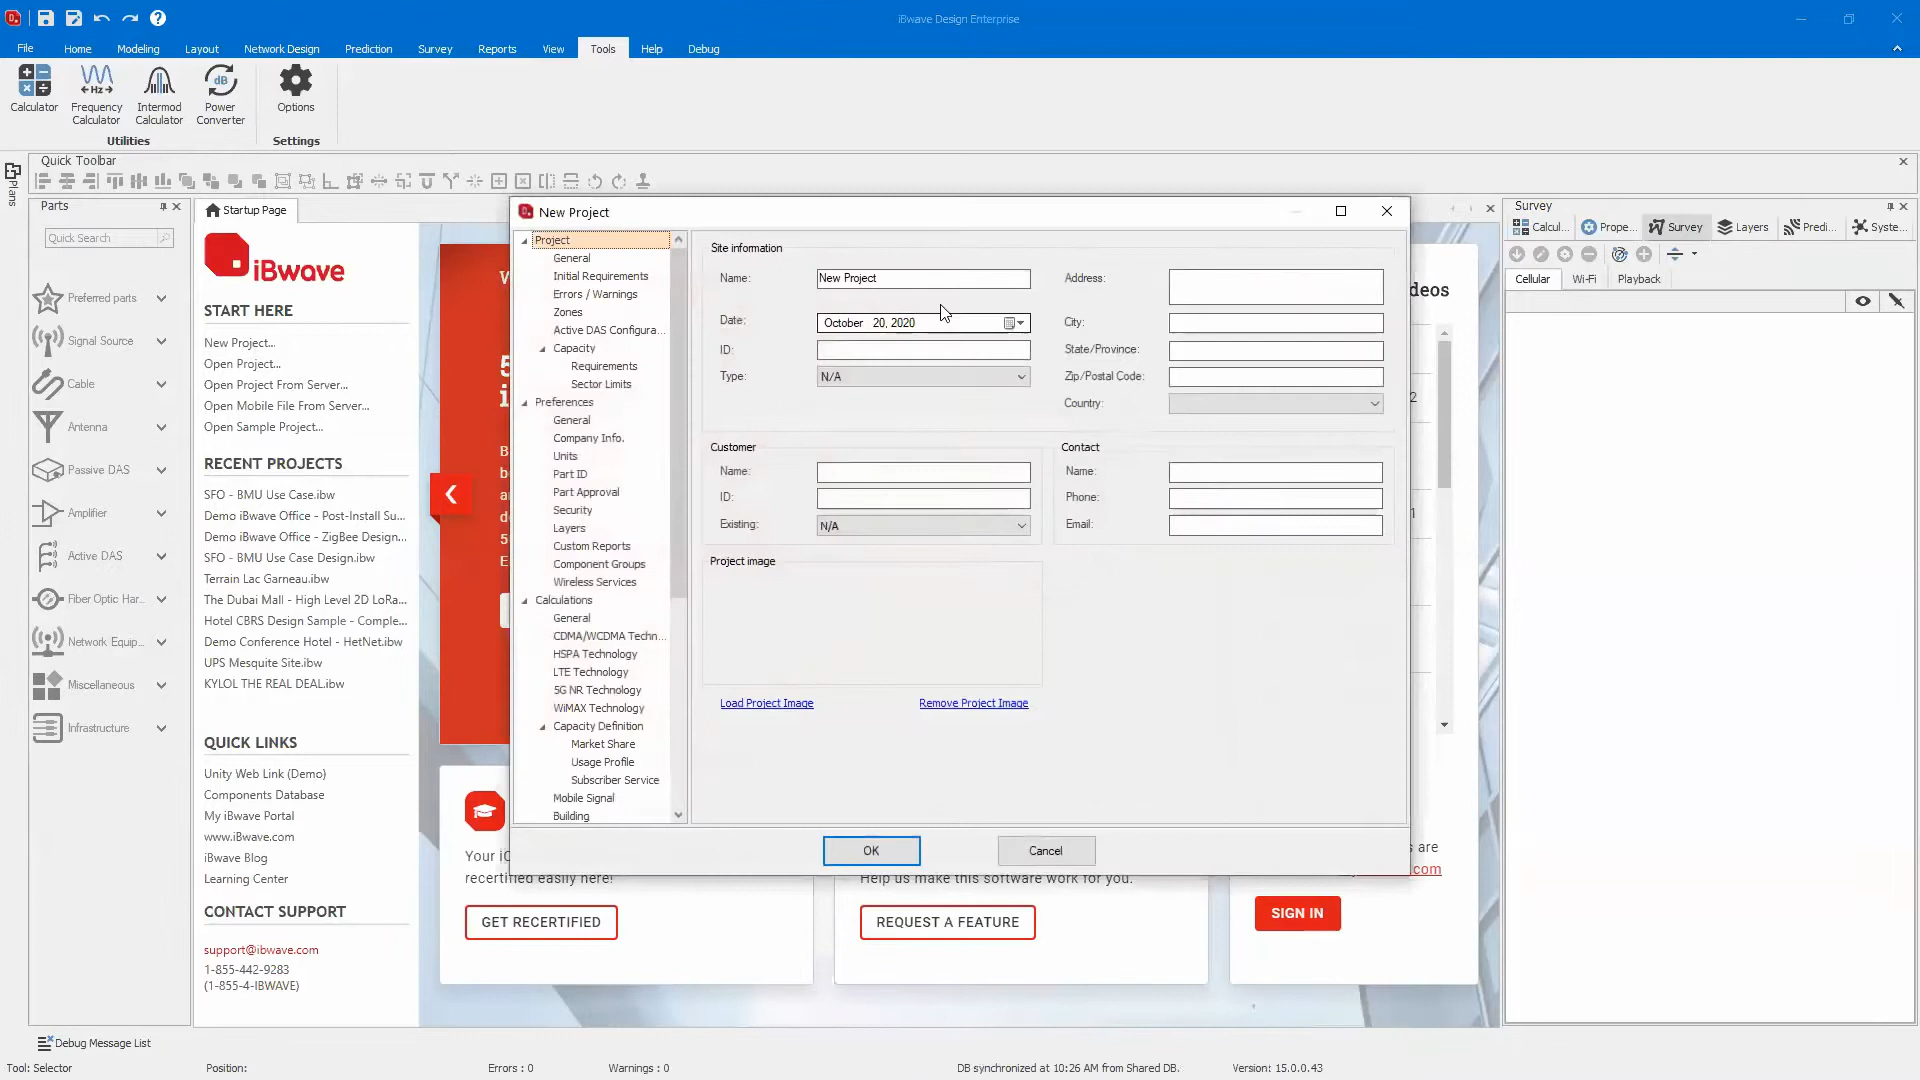 iBwave Design Enterprise
File Home Modeling Layout Network Design Prediction Survey Reports View Tools Help Debug
Calculator
Frequency
Calculator
Intermod
Calculator
dB
Power
Converter
Options
Utilities
Settings
Quick Toolbar
Plans
Parts
Quick Search
Preferred parts
Signal Source
Cable
Antenna
Passive DAS
Amplifier
Active DAS
Fiber Optic Har...
Network Equip...
Miscellaneous
Infrastructure
Startup Page
iBwave
START HERE
New Project...
Open Project...
Open Project From Server...
Open Mobile File From Server...
Open Sample Project...
RECENT PROJECTS
SFO - BMU Use Case.ibw
Demo iBwave Office - Post-Install Su...
Demo iBwave Office - ZigBee Design...
SFO - BMU Use Case Design.ibw
Terrain Lac Garneau.ibw
The Dubai Mall - High Level 2D LoRa...
Hotel CBRS Design Sample - Comple...
Demo Conference Hotel - HetNet.ibw
UPS Mesquite Site.ibw
KYLOL THE REAL DEAL.ibw
QUICK LINKS
Unity Web Link (Demo)
Components Database
My iBwave Portal
www.iBwave.com
iBwave Blog
Learning Center
CONTACT SUPPORT
support@ibwave.com
1-855-442-9283
(1-855-4-IBWAVE)
New Project
Project
General
Initial Requirements
Errors / Warnings
Zones
Active DAS Configura...
Capacity
Requirements
Sector Limits
Preferences
General
Company Info.
Units
Part ID
Part Approval
Security
Layers
Custom Reports
Component Groups
Wireless Services
Calculations
General
CDMA/WCDMA Techn...
HSPA Technology
LTE Technology
5G NR Technology
WiMAX Technology
Capacity Definition
Market Share
Usage Profile
Subscriber Service
Mobile Signal
Building
Site information
Name: New Project
Date: October 20, 2020
ID:
Type: N/A
Address:
City:
State/Province:
Zip/Postal Code:
Country:
Customer
Name:
ID:
Existing: N/A
Contact
Name:
Phone:
Email:
Project image
Load Project Image Remove Project Image
OK Cancel
deos
2
1
recertified easily here!
GET RECERTIFIED
Help us make this software work for you.
REQUEST A FEATURE
s are
.com
SIGN IN
Survey
Calcul... Prope... Survey Layers Predi... Syste...
Cellular Wi-Fi Playback
Debug Message List
Tool: Selector Position: Errors : 0 Warnings : 0 DB synchronized at 10:26 AM from Shared DB. Version: 15.0.0.43